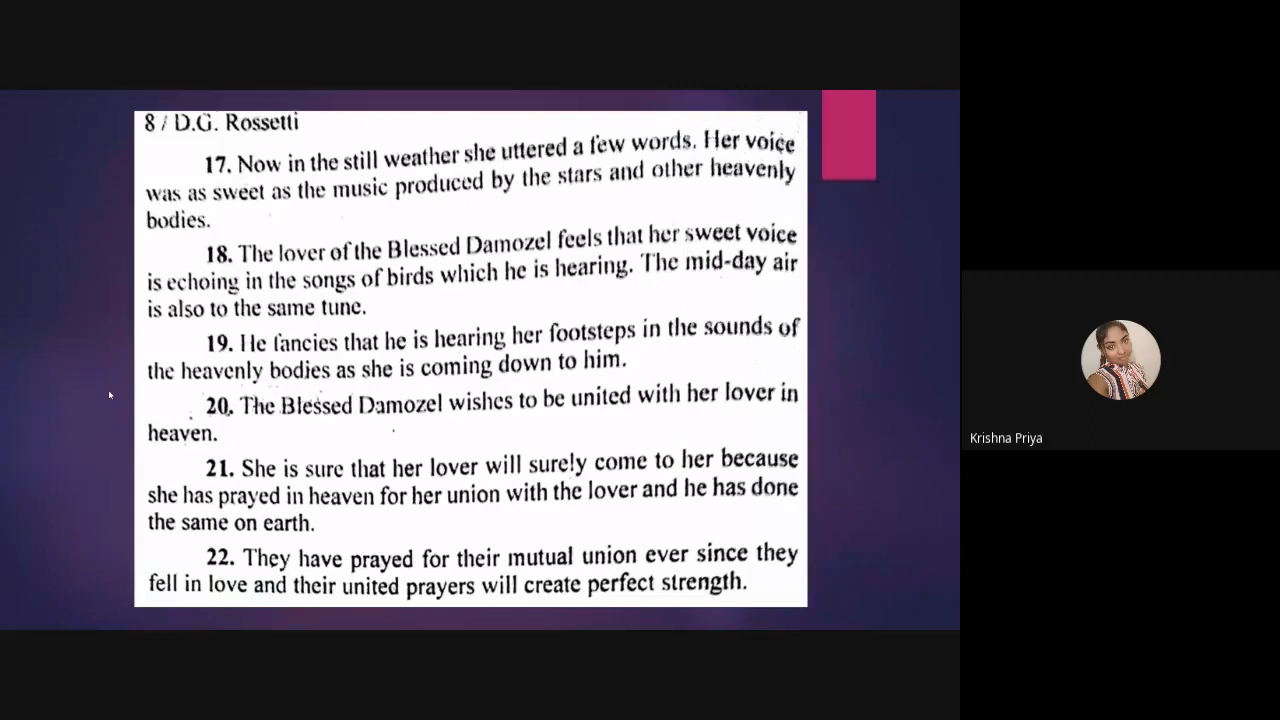 8 / D.G. Rossetti
17. Now in the still weather she uttered a few words. Her voice
was as sweet as the music produced by the stars and other heavenly
bodies.
18. The lover of the Blessed Damozel feels that her sweet voice
is echoing in the songs of birds which he is hearing. The mid-day air
is also to the same tune.
19. He fancies that he is hearing her footsteps in the sounds of
the heavenly bodies as she is coming down to him.
20. The Blessed Damozel wishes to be united with her lover in
heaven.
21. She is sure that her lover will surely come to her because
she has prayed in heaven for her union with the lover and he has done
the same on earth.
22. They have prayed for their mutual union ever since they
fell in love and their united prayers will create perfect strength.
Krishna Priya